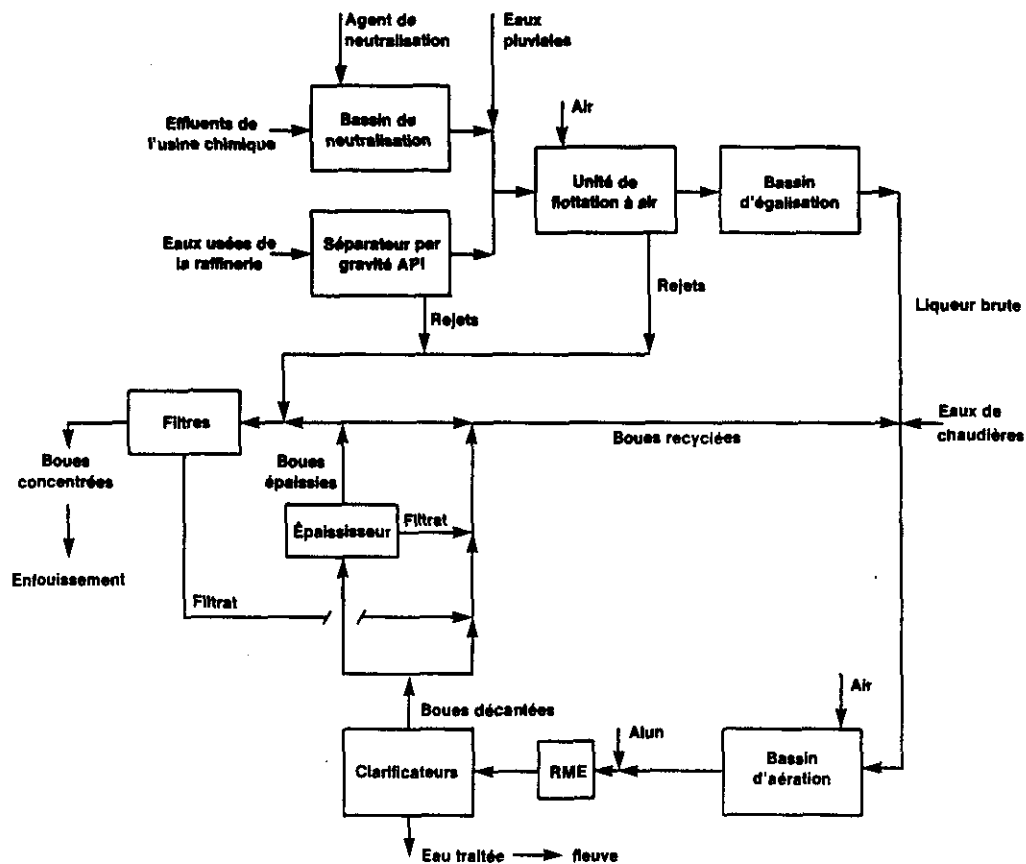 Agent de
neutralisation
Eaux
pluviales
Effluents de
l'usine chimique
Bassin de
neutralisation
Air
Unité de
flottation à air
Bassin
d'égalisation
Eaux usées de
la raffinerie
Séparateur par
gravité API
Rejets
Rejets
Liqueur brute
Filtres
Boues recyclées
Eaux de
chaudières
Boues
concentrées
Boues
épaissies
Épaississeur
Filtrat
Enfouissement
Filtrat
Boues décantées
Air
Alun
Clarificateurs
RME
Bassin
d'aération
Eau traitée
fleuve